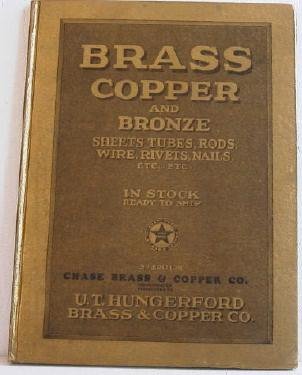 BRASS
COPPER
AND
BRONZE
SHEETS TUBES, RODS,
WIRE, RIVETS, NAILS,
ETC., ETC.
IN STOCK
READY TO SHIP
CHASE BRASS & COPPER CO.
U.T. HUNGERFORD
BRASS & COPPER CO.